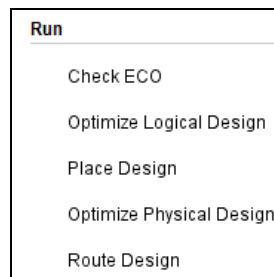 Run
Check ECO
Optimize Logical Design
Place Design
Optimize Physical Design
Route Design